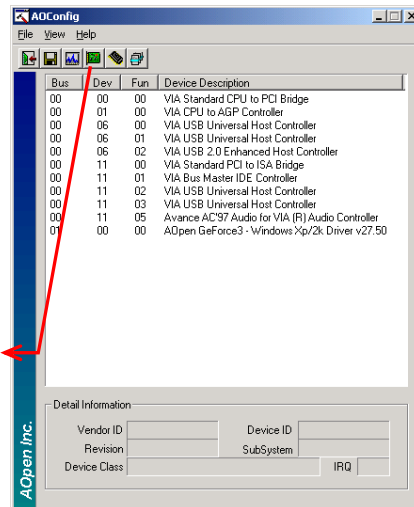 AOConfig
File View Help
Bus Dev Fun Device Description
00 00 00 VIA Standard CPU to PCI Bridge
00 01 00 VIA CPU to AGP Controller
00 06 00 VIA USB Universal Host Controller
00 06 01 VIA USB Universal Host Controller
00 06 02 VIA USB 2.0 Enhanced Host Controller
00 11 00 VIA Standard PCI to ISA Bridge
00 11 01 VIA Bus Master IDE Controller
00 11 02 VIA USB Universal Host Controller
00 11 03 VIA USB Universal Host Controller
00 11 05 Avance AC'97 Audio for VIA (R) Audio Controller
01 00 00 AOpen GeForce3 - Windows Xp/2k Driver v27.50
Detail Information
Vendor ID Device ID
Revision SubSystem
Device Class IRQ
AOpen Inc.